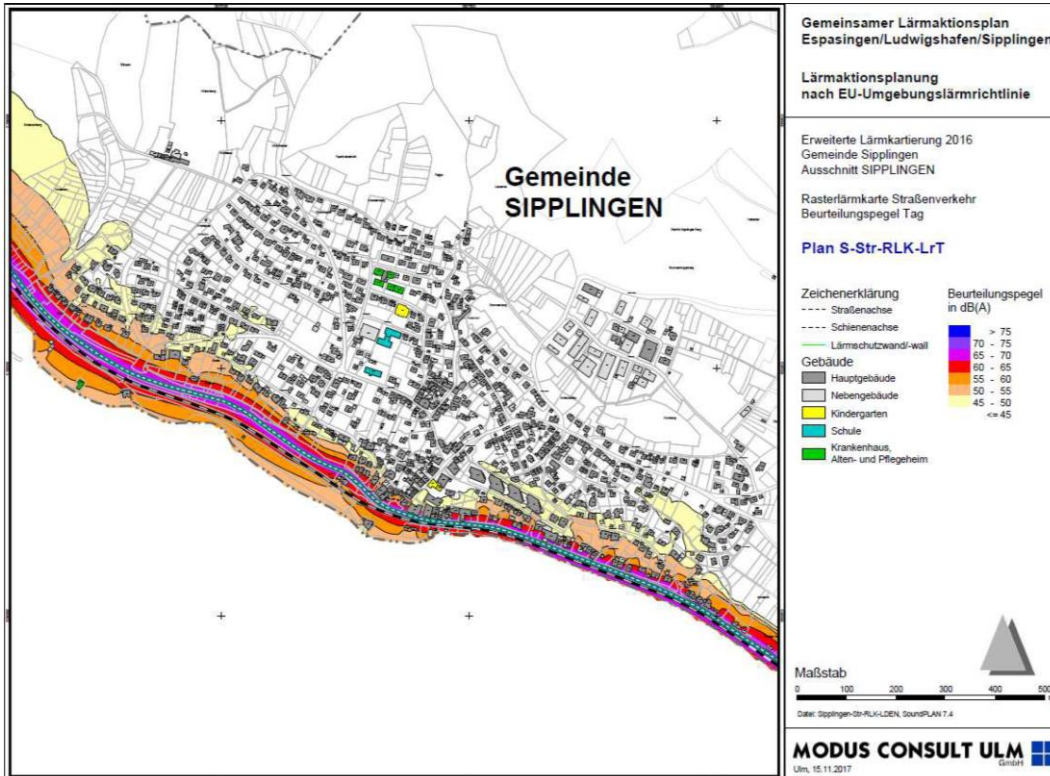 Gemeinde
SIPPLINGEN
Gemeinsamer Lärmaktionsplan
Espasingen/Ludwigshafen/Sipplingen
Lärmaktionsplanung
nach EU-Umgebungslärmrichtlinie
Erweiterte Lärmkartierung 2016
Gemeinde Sipplingen
Ausschnitt SIPPLINGEN
Rasterlärmkarte Straßenverkehr
Beurteilungspegel Tag
Plan S-Str-RLK-LrT
Zeichenerklärung
Straßenachse
Schienenachse
Lärmschutzwand/-wall
Gebäude
Hauptgebäude
Nebengebäude
Kindergarten
Schule
Krankenhaus,
Alten- und Pflegeheim
Beurteilungspegel
in dB(A)
> 75
70 - 75
65 - 70
60 - 65
55 - 60
50 - 55
45 - 50
<= 45
Maßstab
0 100 200 300 400 500
Datei: Sipplingen-Str-RLK-LDEN, SoundPLAN 7.4
MODUS CONSULT ULM
GmbH
Ulm, 15.11.2017